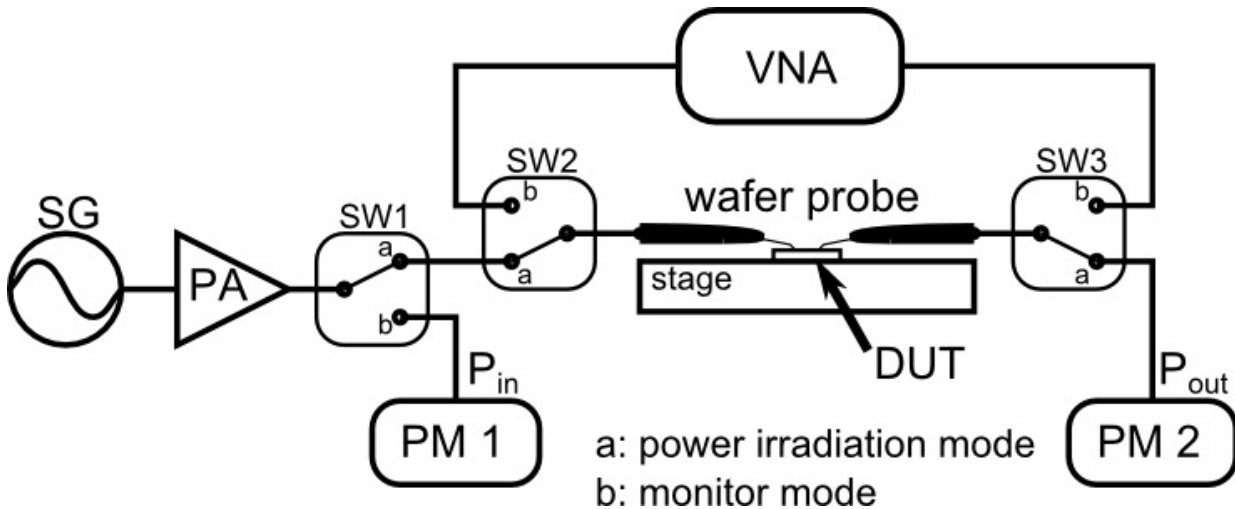 VNA
SW2
SW3
b
b
wafer probe
SG
SW1
a
PA
a
stage
a
b
DUT
P_in
P_out
PM 1
PM 2
a: power irradiation mode
b: monitor mode